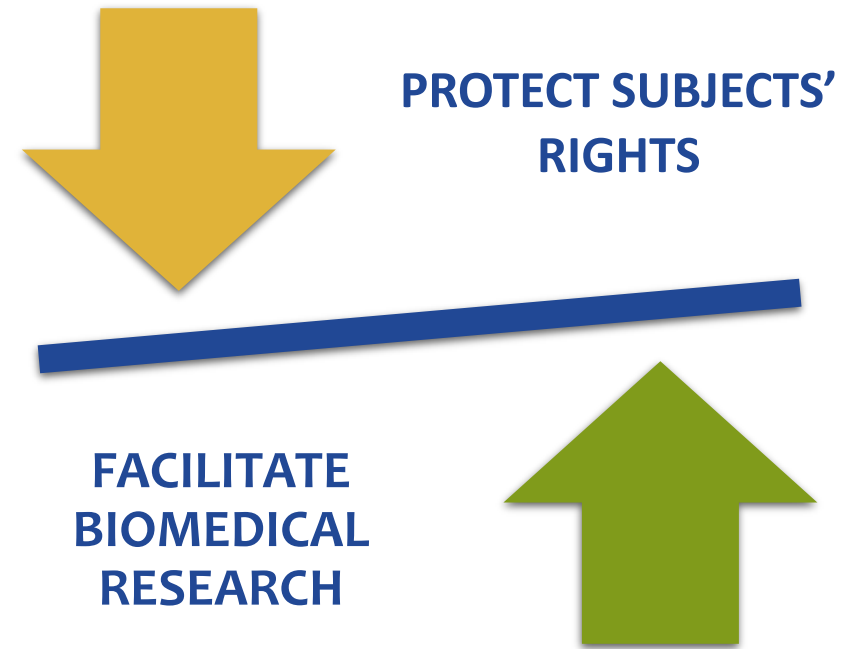 PROTECT SUBJECTS’
RIGHTS
FACILITATE
BIOMEDICAL
RESEARCH